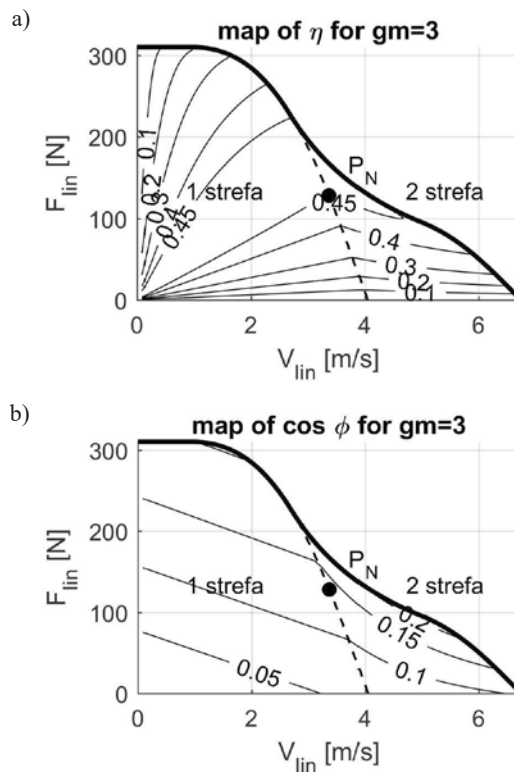 a)
map of η for gm=3
300
200
100
0
F_lin [N]
0.1
0.2
0.3
0.4
0.45
1 strefa
P_N
2 strefa
0.45
0.4
0.3
0.2
0.1
0 2 4 6
V_lin [m/s]
b)
map of cos ϕ for gm=3
300
200
100
0
F_lin [N]
1 strefa
P_N
2 strefa
0.2
0.15
0.1
0.05
0 2 4 6
V_lin [m/s]